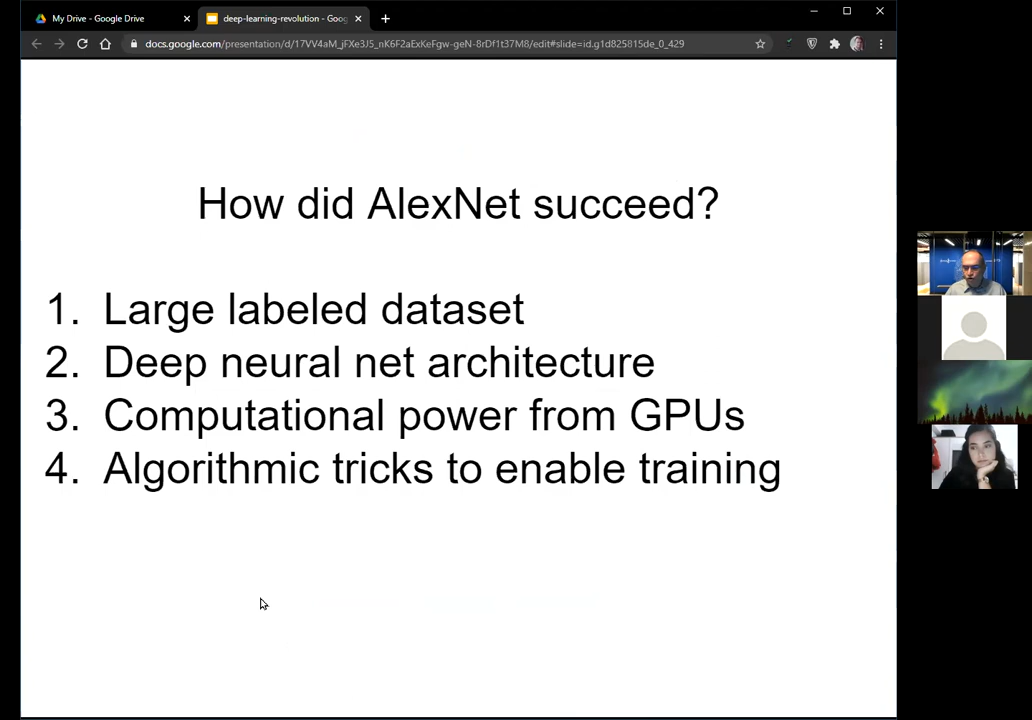 My Drive - Google Drive
deep-learning-revolution - Goog
docs.google.com/presentation/d/17VV4aM_jFXe3J5_nK6F2aExKeFgw-geN-8rDf1t37M8/edit#slide=id.g1d825815de_0_429
How did AlexNet succeed?
1. Large labeled dataset
2. Deep neural net architecture
3. Computational power from GPUs
4. Algorithmic tricks to enable training